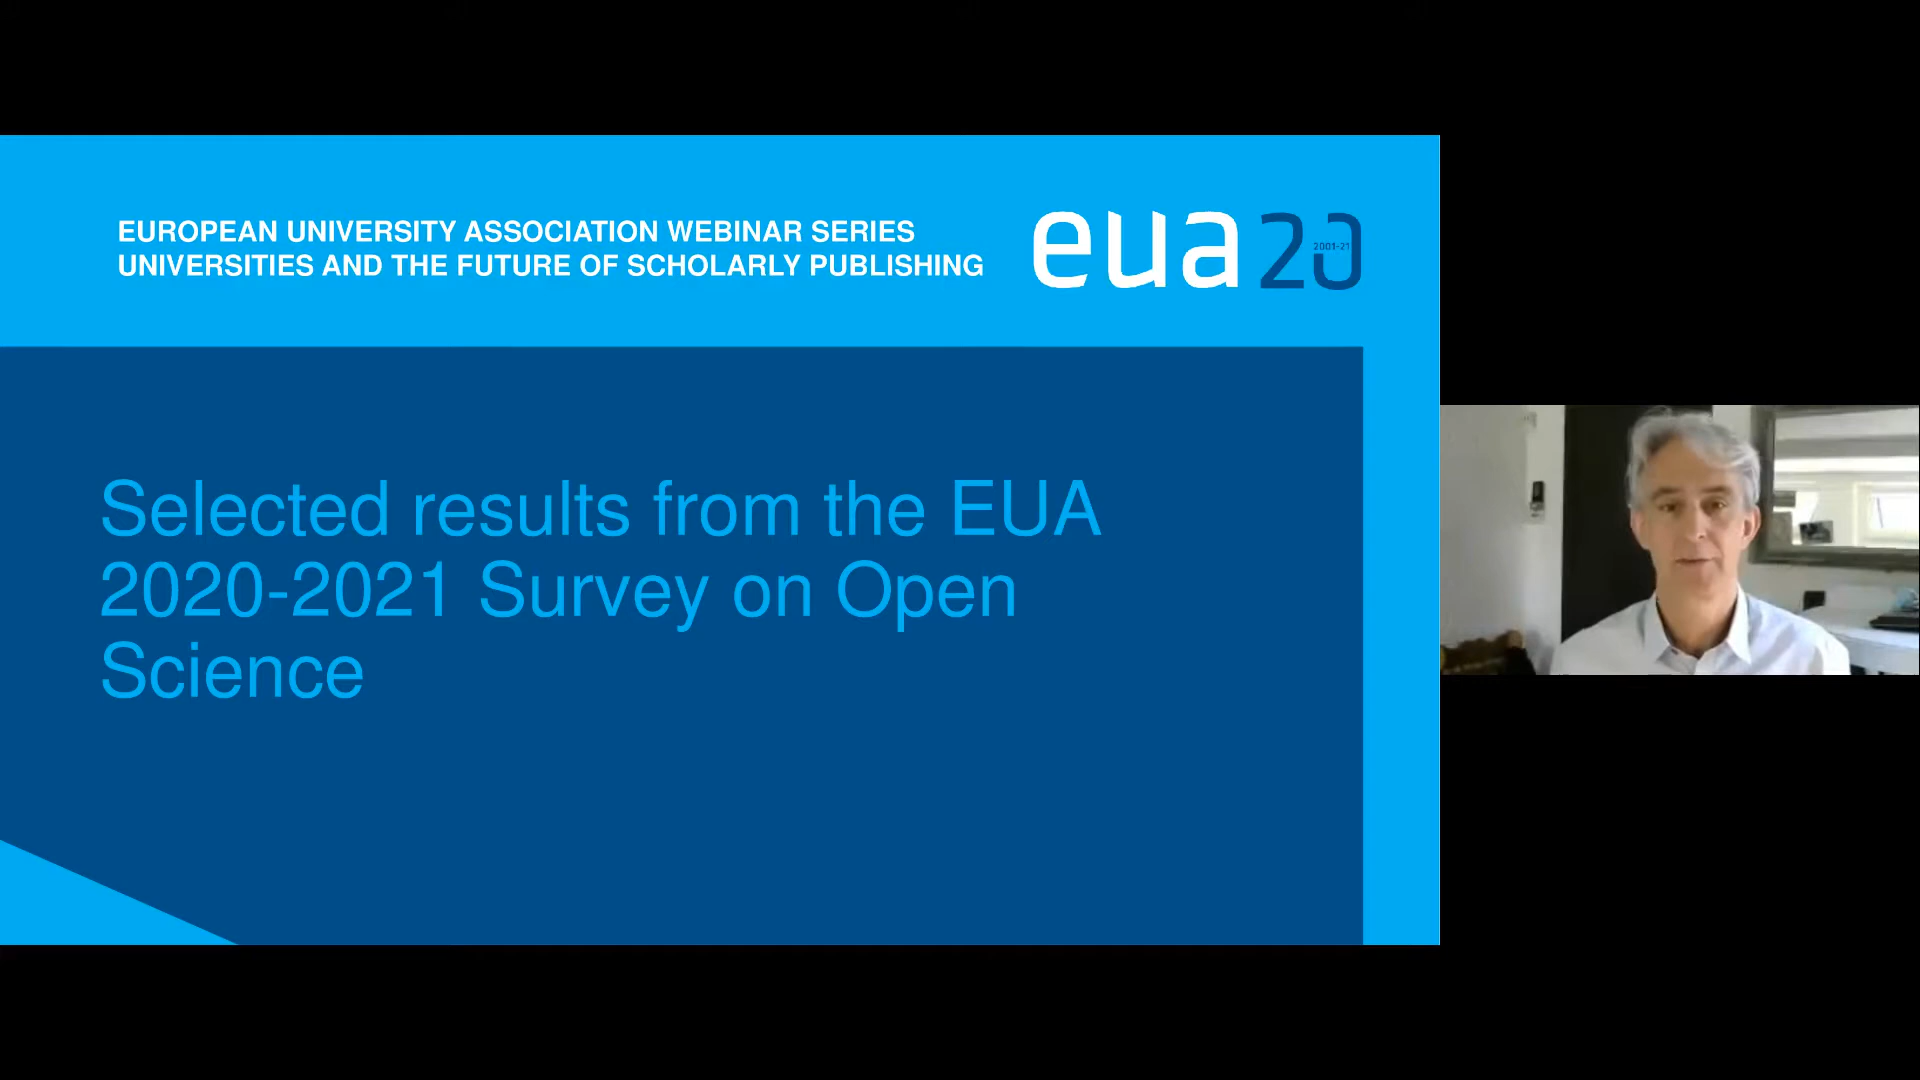 EUROPEAN UNIVERSITY ASSOCIATION WEBINAR SERIES
UNIVERSITIES AND THE FUTURE OF SCHOLARLY PUBLISHING
eua 20
2001-21
Selected results from the EUA
2020-2021 Survey on Open
Science